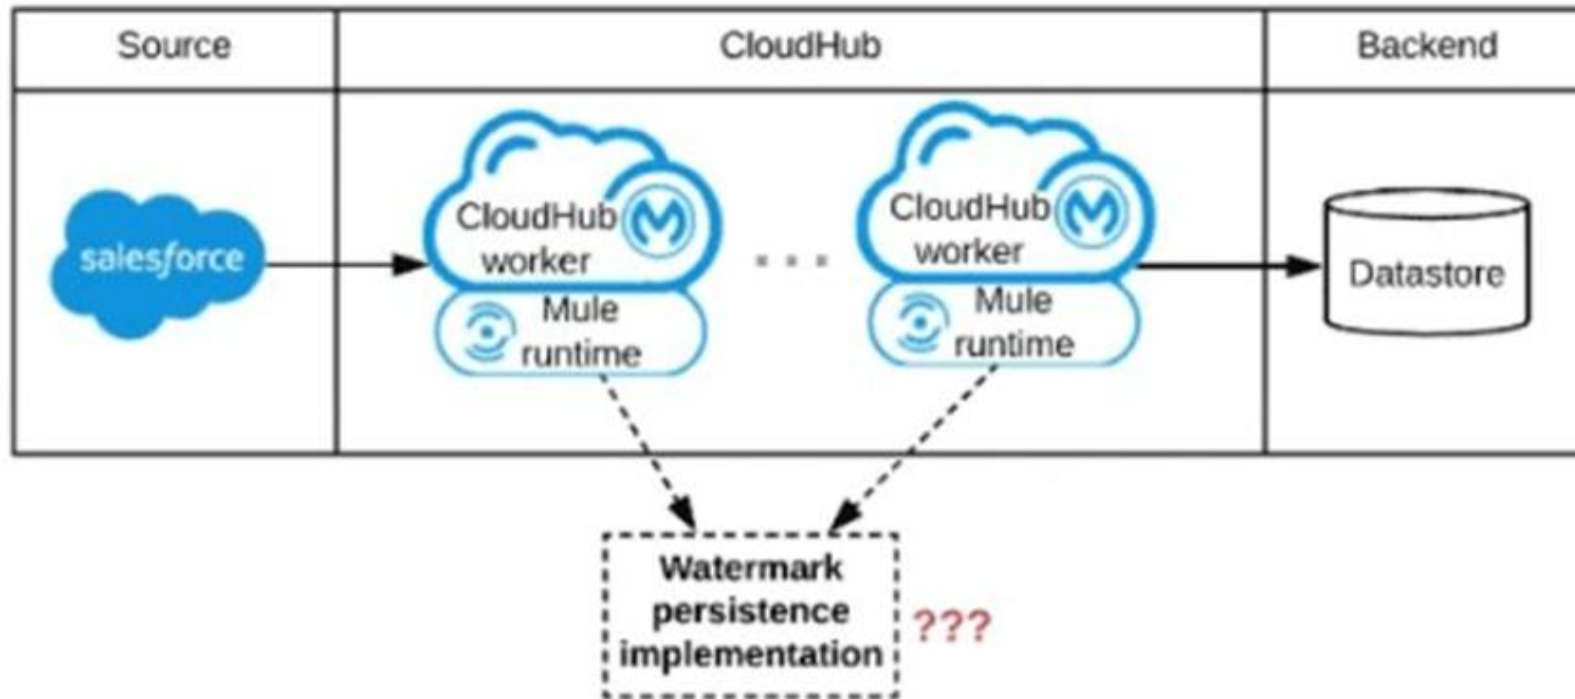 Source
CloudHub
Backend
salesforce
CloudHub
worker
Mule
runtime
...
CloudHub
worker
Mule
runtime
Datastore
Watermark
persistence
implementation
???